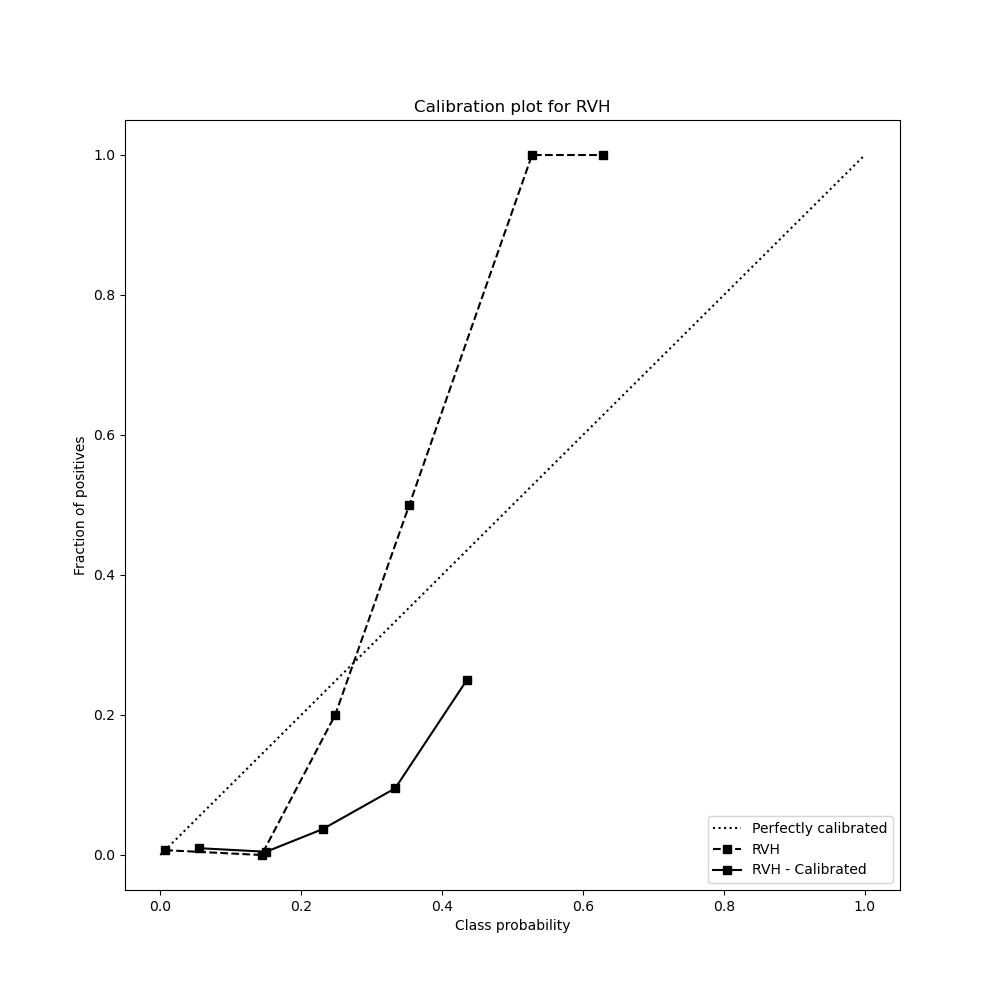 Calibration plot for RVH
1.0
0.8
0.6
0.4
0.2
0.0
Fraction of positives
0.0 0.2 0.4 0.6 0.8 1.0
Class probability
Perfectly calibrated
RVH
RVH - Calibrated